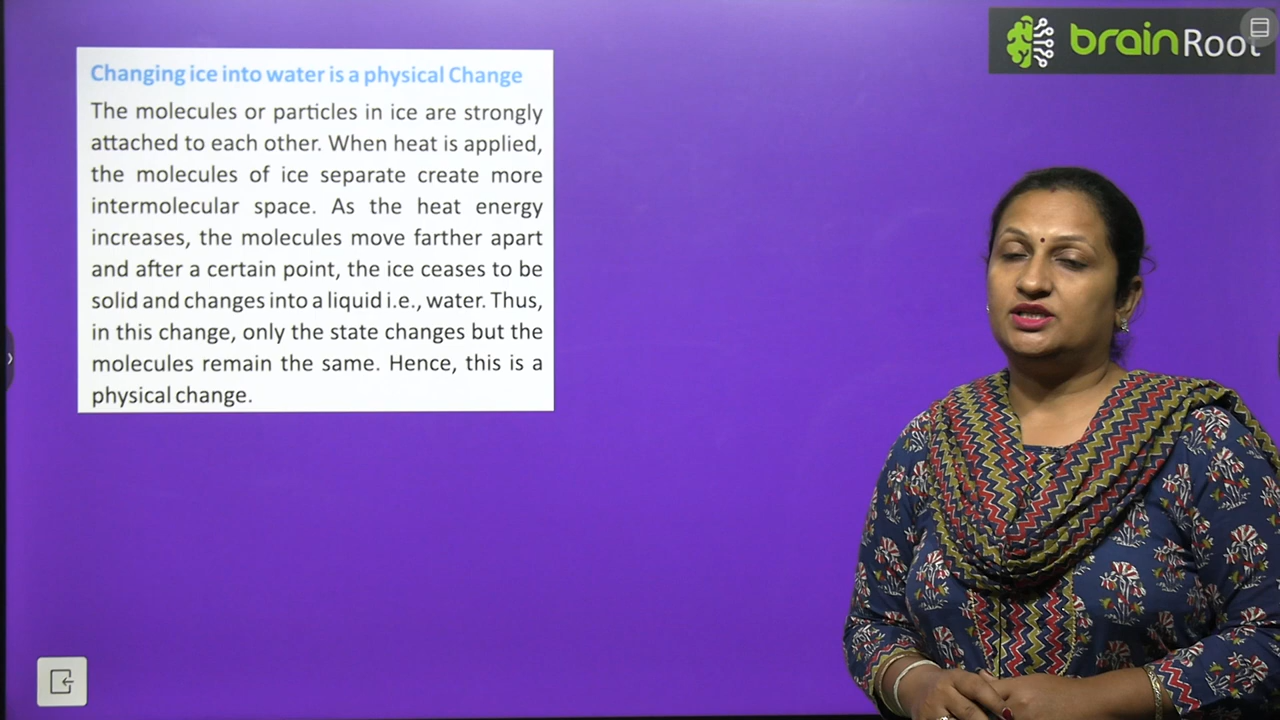 brainRoot
Changing ice into water is a physical Change
The molecules or particles in ice are strongly
attached to each other. When heat is applied,
the molecules of ice separate create more
intermolecular space. As the heat energy
increases, the molecules move farther apart
and after a certain point, the ice ceases to be
solid and changes into a liquid i.e., water. Thus,
in this change, only the state changes but the
molecules remain the same. Hence, this is a
physical change.